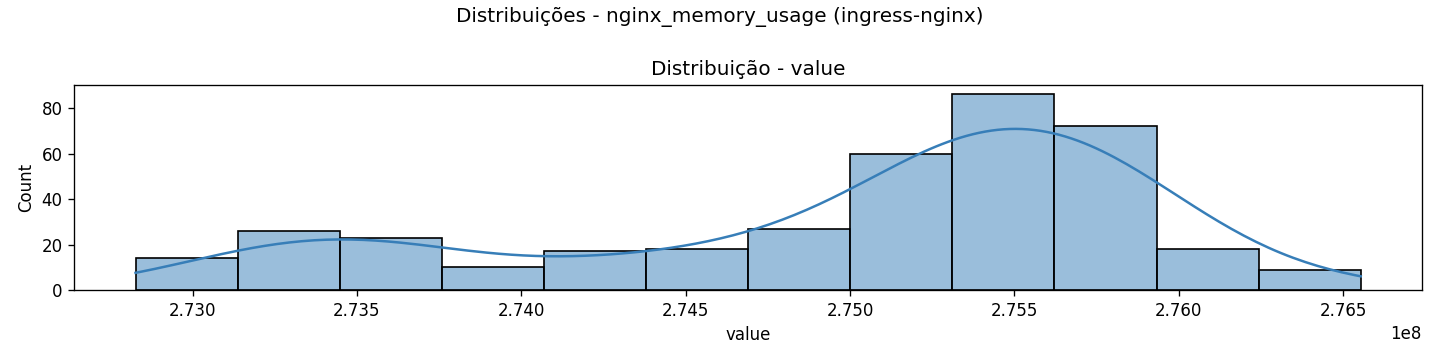 Distribuições - nginx_memory_usage (ingress-nginx)
Distribuição - value
80
60
40
20
0
Count
2.730 2.735 2.740 2.745 2.750 2.755 2.760 2.765
value
1e8